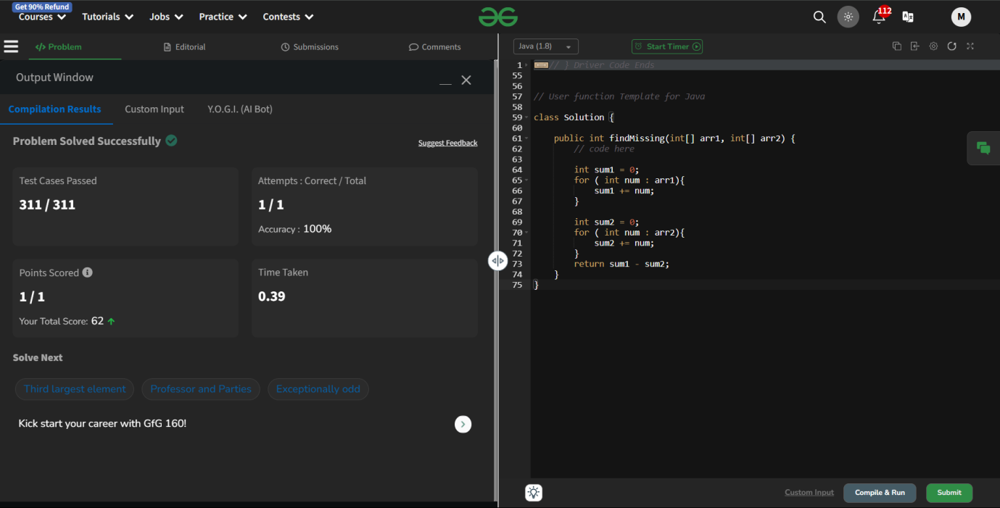 Get 90% Refund
Courses Tutorials Jobs Practice Contests
112
M
Problem Editorial Submissions Comments
Output Window
Compilation Results Custom Input Y.O.G.I. (AI Bot)
Problem Solved Successfully
Suggest Feedback
Test Cases Passed
311 / 311
Attempts : Correct / Total
1 / 1
Accuracy : 100%
Points Scored
1 / 1
Your Total Score: 62
Time Taken
0.39
Solve Next
Third largest element Professor and Parties Exceptionally odd
Kick start your career with GfG 160!
Java (1.8) Start Timer
1 // } Driver Code Ends
55
56
57 // User function Template for Java
58
59 class Solution {
60
61 public int findMissing(int[] arr1, int[] arr2) {
62 // code here
63
64 int sum1 = 0;
65 for ( int num : arr1){
66 sum1 += num;
67 }
68
69 int sum2 = 0;
70 for ( int num : arr2){
71 sum2 += num;
72 }
73 return sum1 - sum2;
74 }
75 }
Custom Input Compile & Run Submit